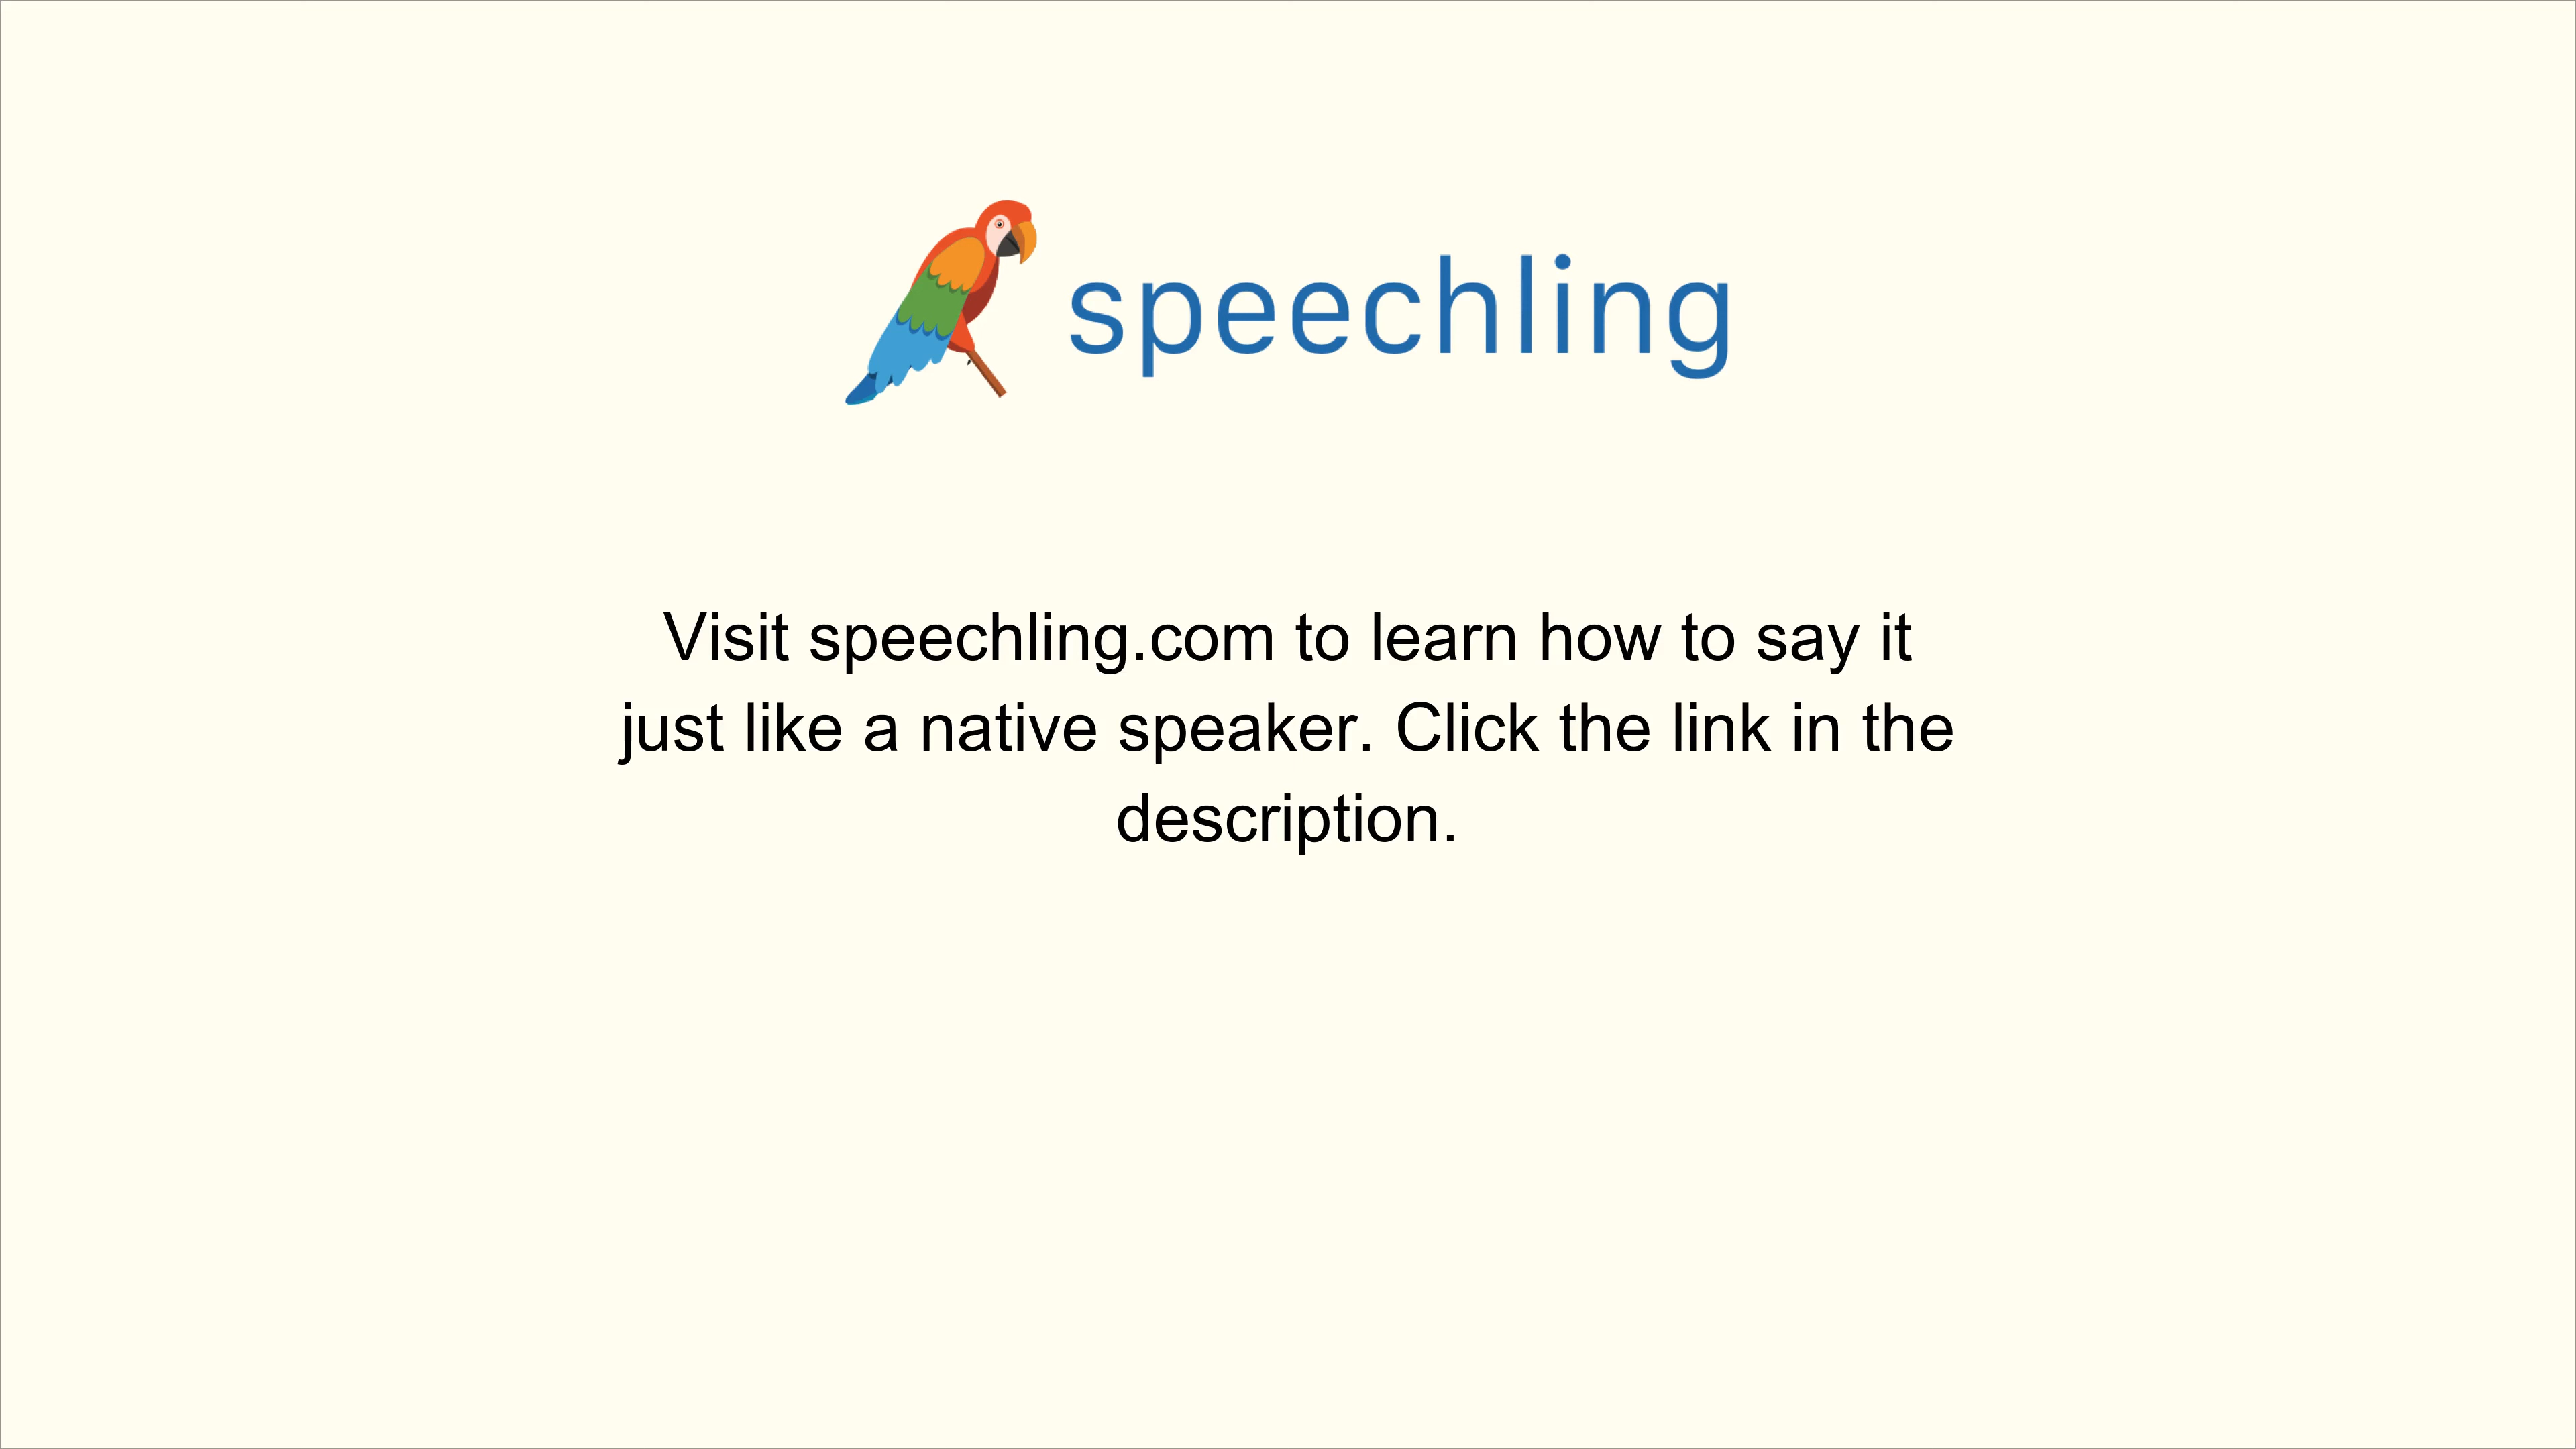 speechling
Visit speechling.com to learn how to say it
just like a native speaker. Click the link in the
description.